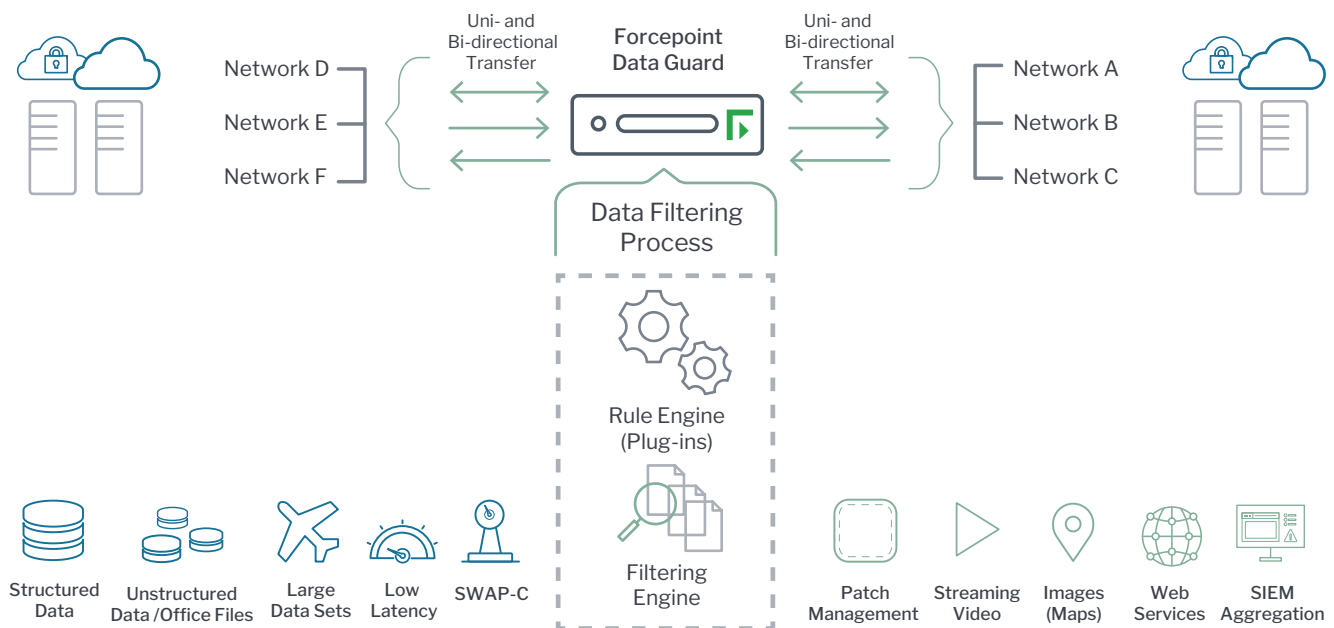 Uni- and
Bi-directional
Transfer
Forcepoint
Data Guard
Uni- and
Bi-directional
Transfer
Network D
Network E
Network F
Network A
Network B
Network C
Data Filtering
Process
Rule Engine
(Plug-ins)
Filtering
Engine
Structured
Data
Unstructured
Data /Office Files
Large
Data Sets
Low
Latency
SWAP-C
Patch
Management
Streaming
Video
Images
(Maps)
Web
Services
SIEM
Aggregation